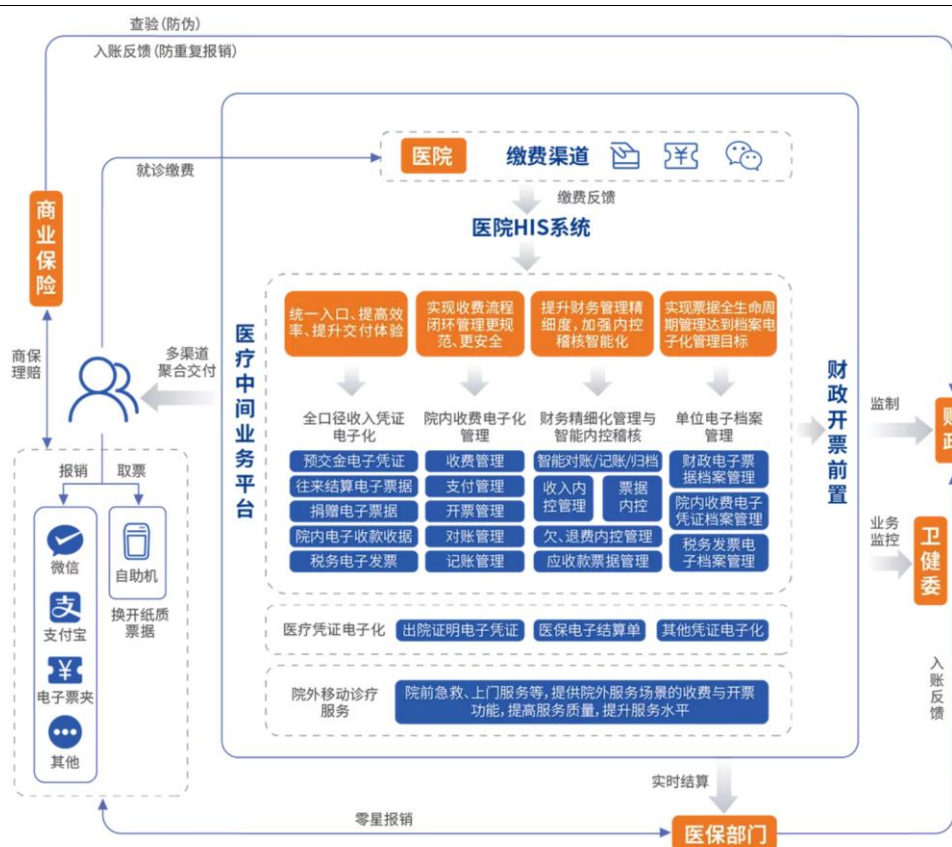 查验(防伪)
入账反馈(防重复报销)
医院
缴费渠道
就诊缴费
缴费反馈
医院HIS系统
商业保险
商保
理赔
多渠道
聚合交付
医疗中间业务平台
统一入口、提高效
率、提升交付体验
实现收费流程
闭环管理更规
范、更安全
提升财务管理精
细度，加强内控
稽核智能化
实现票据全生命周
期管理达到档案电
子化管理目标
全口径收入凭证
电子化
院内收费电子化
管理
财务精细化管理与
智能内控稽核
单位电子档案
管理
预交金电子凭证
往来结算电子票据
捐赠电子票据
院内电子收款收据
税务电子发票
收费管理
支付管理
开票管理
对账管理
记账管理
智能对账/记账/归档
收入内
控管理
票据
内控
欠、退费内控管理
应收款票据管理
财政电子票
据档案管理
院内收费电子
凭证档案管理
税务发票电
子档案管理
财政开票前置
监制
财政
业务
监控
卫健委
入账反馈
报销
取票
微信
支付宝
电子票夹
其他
自助机
换开纸质
票据
医疗凭证电子化
出院证明电子凭证
医保电子结算单
其他凭证电子化
院外移动诊疗
服务
院前急救、上门服务等，提供院外服务场景的收费与开票
功能，提高服务质量，提升服务水平
实时结算
零星报销
医保部门